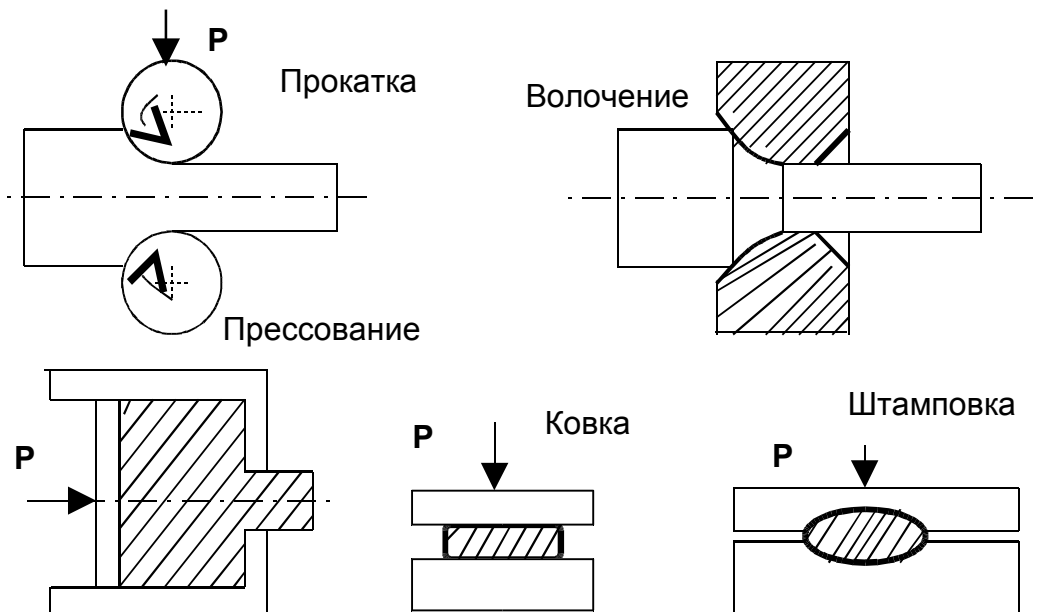 P
Прокатка
Волочение
Прессование
P
P
Ковка
P
Штамповка